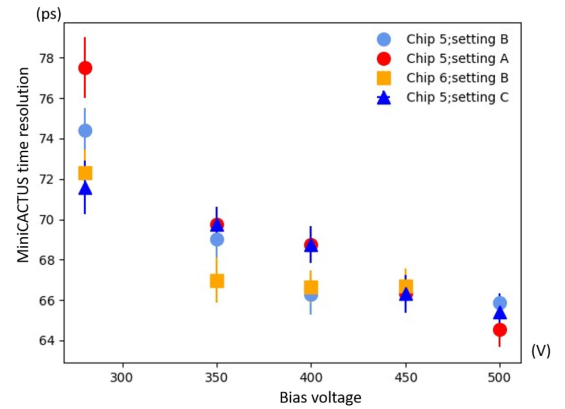 (ps)
Chip 5;setting B
Chip 5;setting A
Chip 6;setting B
Chip 5;setting C
MiniCACTUS time resolution
78
76
74
72
70
68
66
64
300
350
400
450
500
(V)
Bias voltage